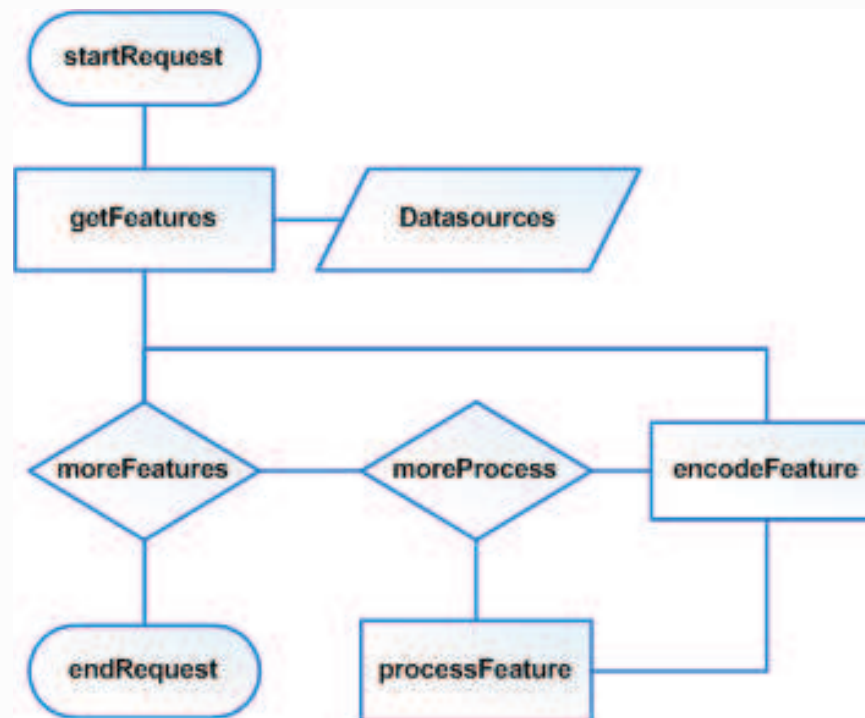 startRequest
getFeatures
Datasources
moreFeatures
moreProcess
encodeFeature
endRequest
processFeature